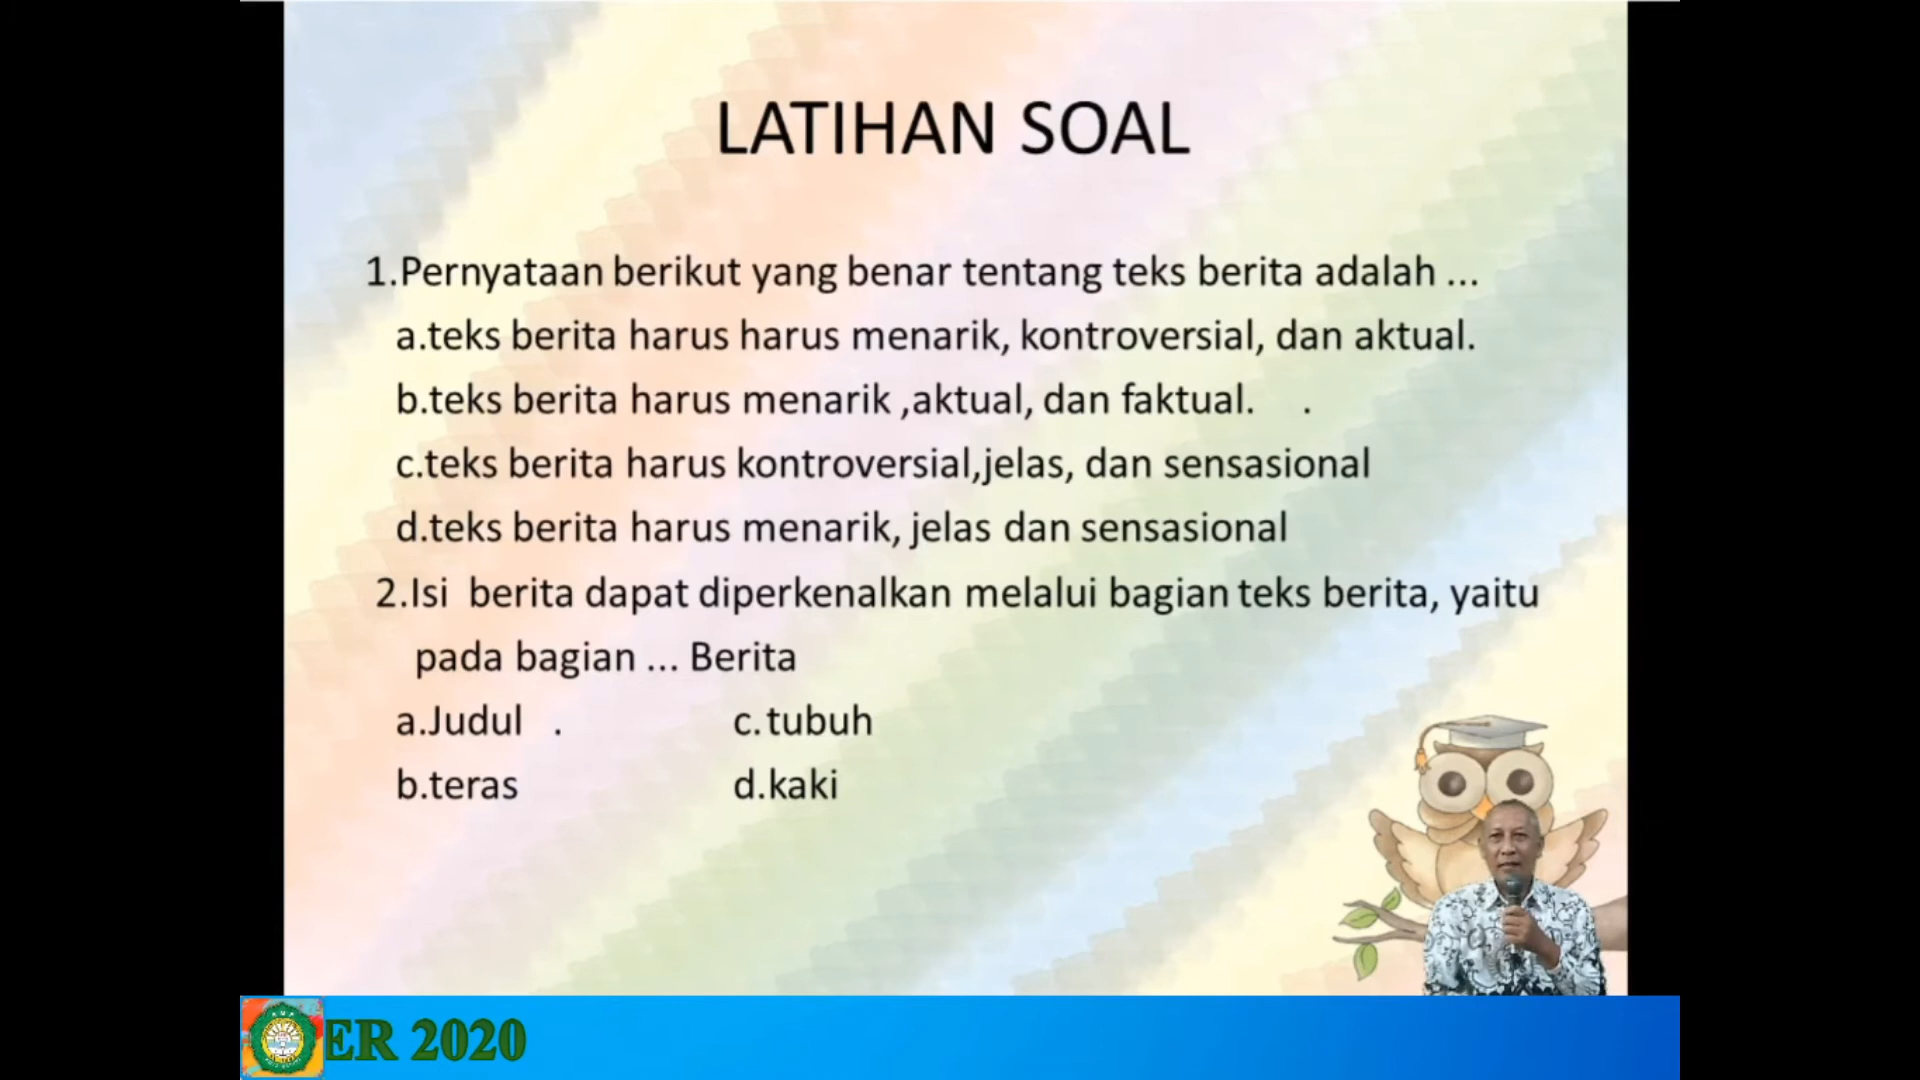 LATIHAN SOAL
1.Pernyataan berikut yang benar tentang teks berita adalah ...
a.teks berita harus harus menarik, kontroversial, dan aktual.
b.teks berita harus menarik ,aktual, dan faktual. .
c.teks berita harus kontroversial,jelas, dan sensasional
d.teks berita harus menarik, jelas dan sensasional
2.Isi berita dapat diperkenalkan melalui bagian teks berita, yaitu
pada bagian ... Berita
a.Judul . c. tubuh
b.teras d.kaki
ER 2020